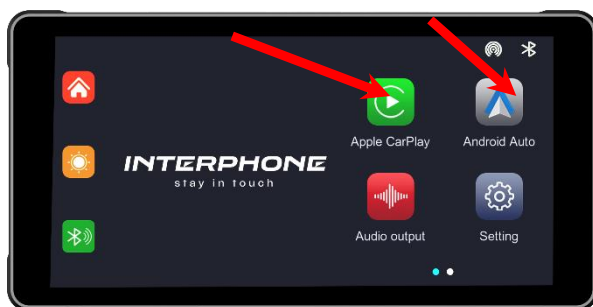 INTERPHONE
stay in touch
Apple CarPlay
Android Auto
Audio output
Setting